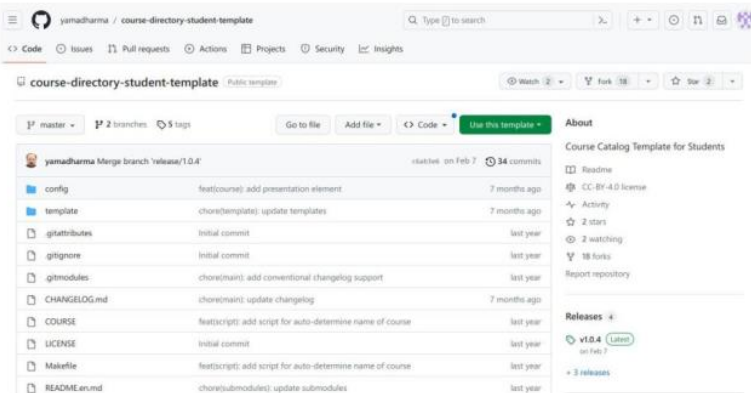 yamadharma / course-directory-student-template
Type / to search
Code Issues Pull requests Actions Projects Security Insights
course-directory-student-template Public template
Watch 2 Fork 18 Star 2
master 2 branches 5 tags Go to file Add file Code Use this template
About
Course Catalog Template for Students
yamadharma Merge branch 'release/1.0.4' on Feb 7 34 commits
config feat(course): add presentation element 7 months ago
template chore(template): update templates 7 months ago
.gitattributes Initial commit last year
.gitignore Initial commit last year
.gitmodules chore(main): add conventional changelog support last year
CHANGELOG.md chore(main): update changelog 7 months ago
COURSE feat(script): add script for auto-determine name of course last year
LICENSE Initial commit last year
Makefile feat(script): add script for auto-determine name of course last year
README.en.md chore(submodules): update submodules last year
Readme
CC-BY-4.0 license
Activity
2 stars
2 watching
18 forks
Report repository
Releases 4
v1.0.4 Latest
on Feb 7
+ 3 releases